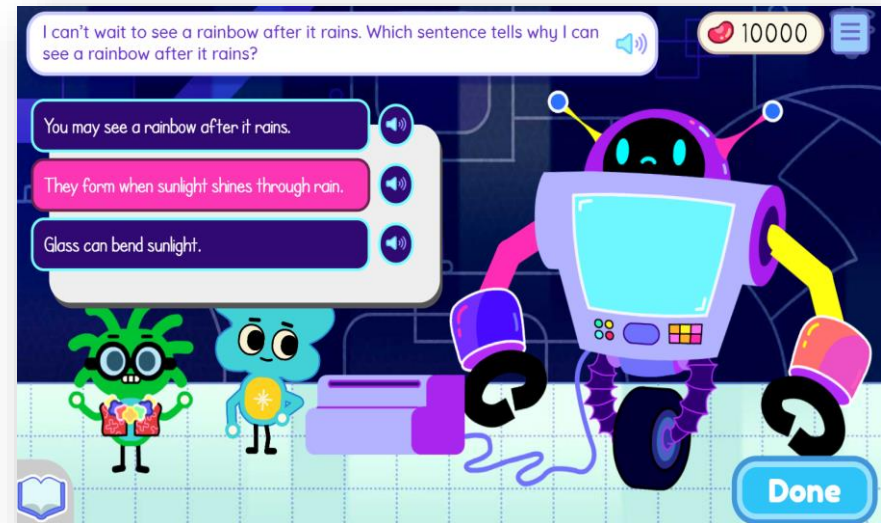 I can't wait to see a rainbow after it rains. Which sentence tells why I can
see a rainbow after it rains?
10000
You may see a rainbow after it rains.
They form when sunlight shines through rain.
Glass can bend sunlight.
Done